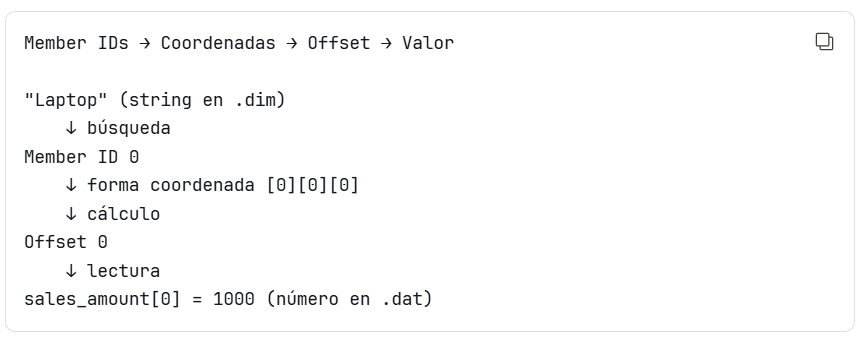 Member IDs → Coordenadas → Offset → Valor
"Laptop" (string en .dim)
↓ búsqueda
Member ID 0
↓ forma coordenada [0][0][0]
↓ cálculo
Offset 0
↓ lectura
sales_amount[0] = 1000 (número en .dat)